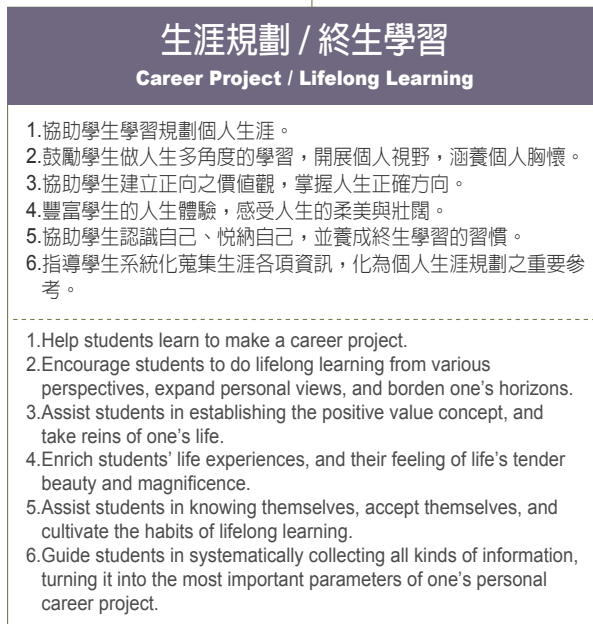 生涯規劃 / 終生學習
Career Project / Lifelong Learning
1.協助學生學習規劃個人生涯。
2.鼓勵學生做人生多角度的學習，開展個人視野，涵養個人胸懷。
3.協助學生建立正向之價值觀，掌握人生正確方向。
4.豐富學生的人生體驗，感受人生的柔美與壯闊。
5.協助學生認識自己、悅納自己，並養成終生學習的習慣。
6.指導學生系統化蒐集生涯各項資訊，化為個人生涯規劃之重要參
考。
1.Help students learn to make a career project.
2.Encourage students to do lifelong learning from various
perspectives, expand personal views, and borden one's horizons.
3.Assist students in establishing the positive value concept, and
take reins of one's life.
4.Enrich students' life experiences, and their feeling of life's tender
beauty and magnificence.
5.Assist students in knowing themselves, accept themselves, and
cultivate the habits of lifelong learning.
6.Guide students in systematically collecting all kinds of information,
turning it into the most important parameters of one's personal
career project.